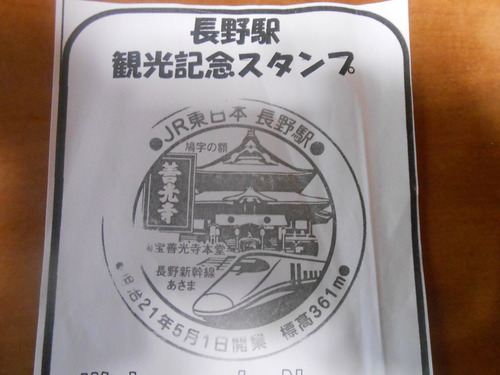 長野駅
観光記念スタンプ
JR東日本 長野駅
鳩字の額
善光寺
宝善光寺本堂
長野新幹線
あさま
治21年5月1日開業 標高361m